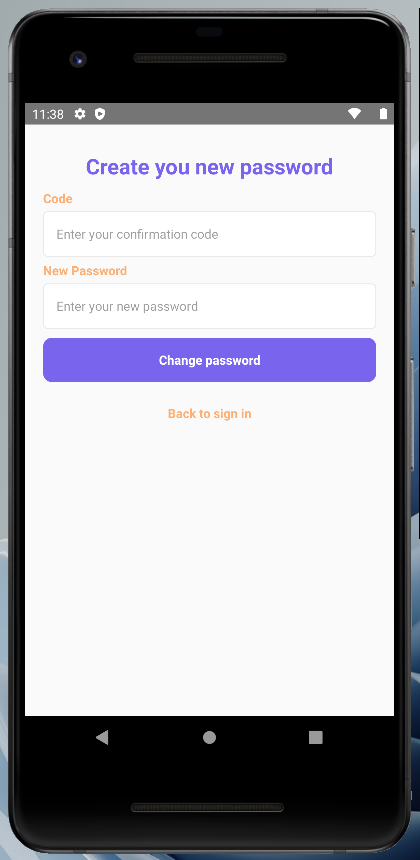 11:38
Create you new password
Code
Enter your confirmation code
New Password
Enter your new password
Change password
Back to sign in